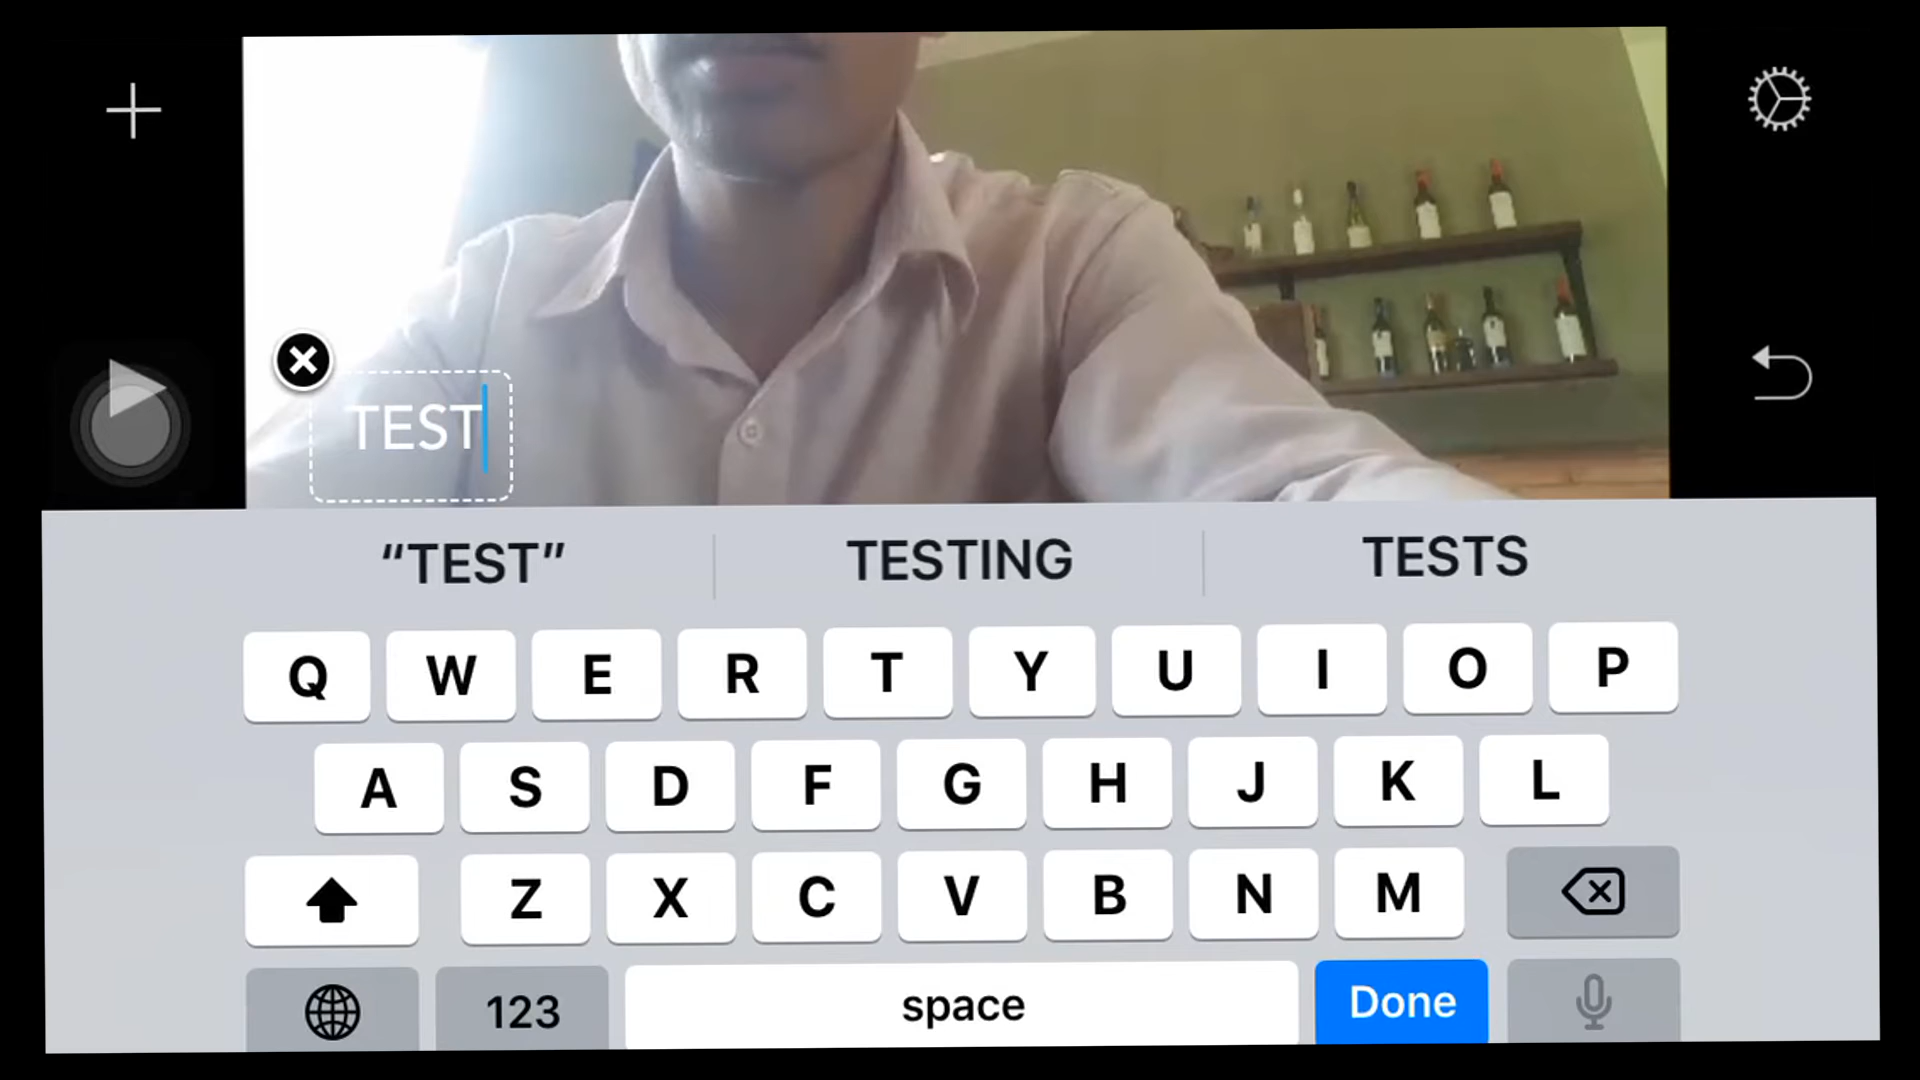 TEST
“TEST” TESTING TESTS
Q W E R T Y U I O P
A S D F G H J K L
Z X C V B N M
123 space Done